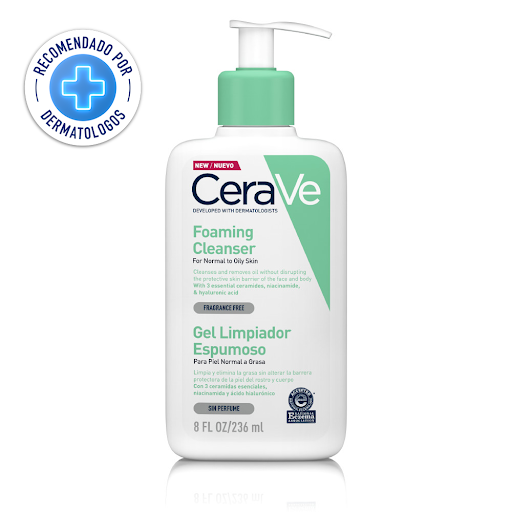 RECOMENDADO POR
DERMATOLOGOS
NEW / NUEVO
CeraVe
DEVELOPED WITH DERMATOLOGISTS
Foaming
Cleanser
For Normal to Oily Skin
Cleanses and removes oil without disrupting
the protective skin barrier of the face and body
With 3 essential ceramides, niacinamide,
& hyaluronic acid
FRAGRANCE FREE
Gel Limpiador
Espumoso
Para Piel Normal a Grasa
Limpia y elimina la grasa sin alterar la barrera
protectora de la piel del rostro y cuerpo
Con 3 ceramidas esenciales,
niacinamida y ácido hialurónico
SIN PERFUME
8 FL OZ/236 ml
NATIONAL
Eczema
ASSOCIATION